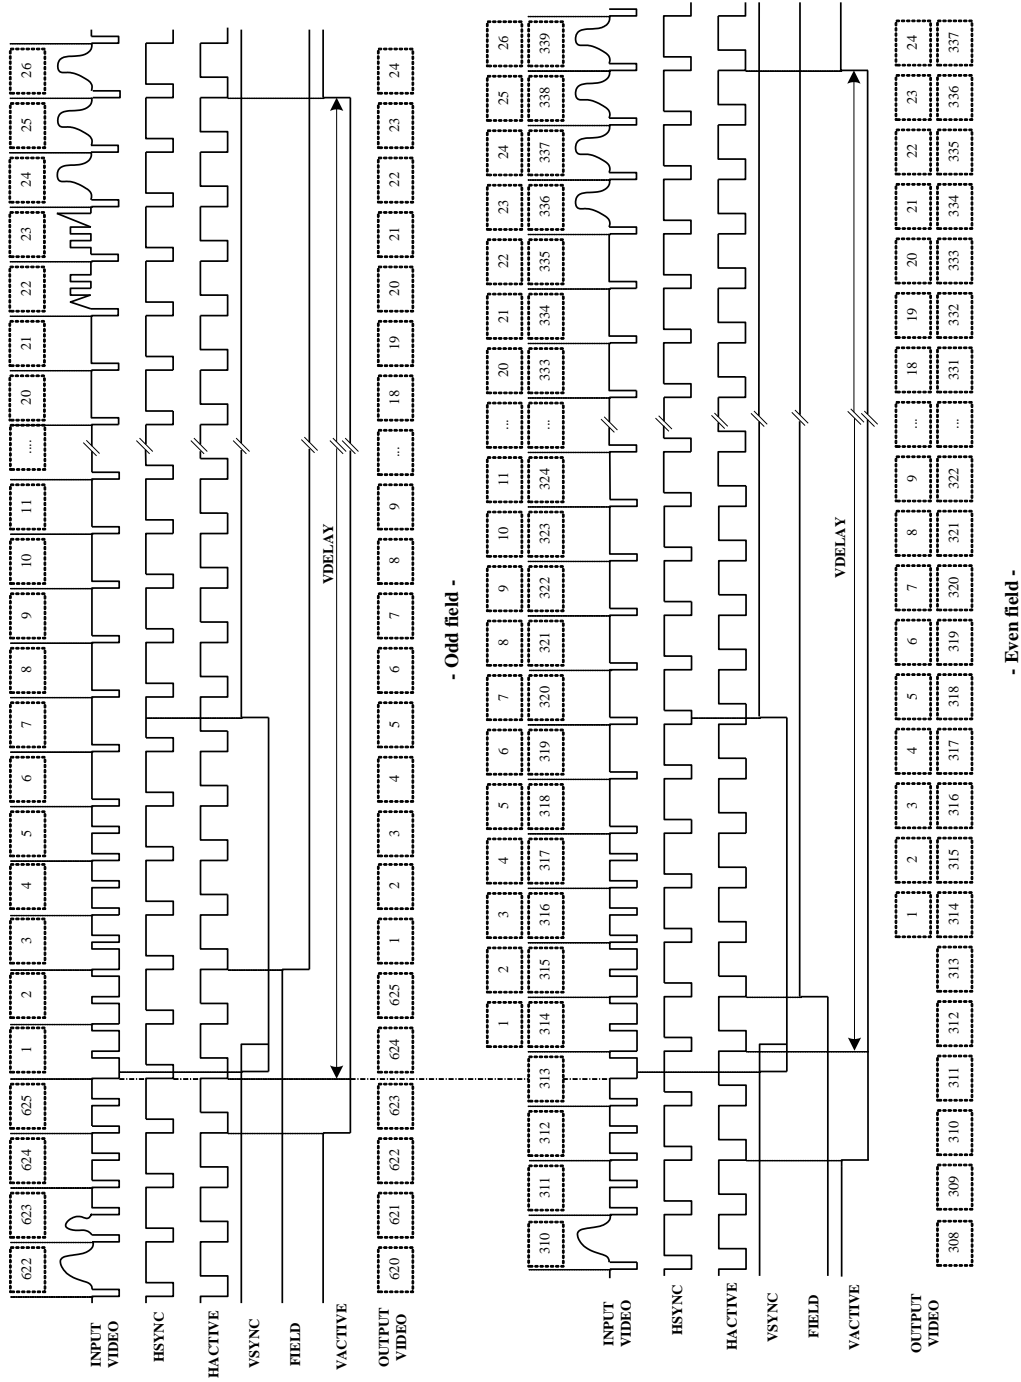 622 623 624 625 1 2 3 4 5 6 7 8 9 10 11 .... 20 21 22 23 24 25 26
INPUT
VIDEO
HSYNC
HACTIVE
VSYNC
FIELD
VDELAY
VACTIVE
OUTPUT
VIDEO
620 621 622 623 624 625 1 2 3 4 5 6 7 8 9 ... 18 19 20 21 22 23 24
- Odd field -
1 2 3 4 5 6 7 8 9 10 11 ... 20 21 22 23 24 25 26
310 311 312 313 314 315 316 317 318 319 320 321 322 323 324 ... 333 334 335 336 337 338 339
INPUT
VIDEO
HSYNC
HACTIVE
VSYNC
FIELD
VDELAY
VACTIVE
OUTPUT
VIDEO
1 2 3 4 5 6 7 8 9 ... 18 19 20 21 22 23 24
308 309 310 311 312 313 314 315 316 317 318 319 320 321 322 ... 331 332 333 334 335 336 337
- Even field -